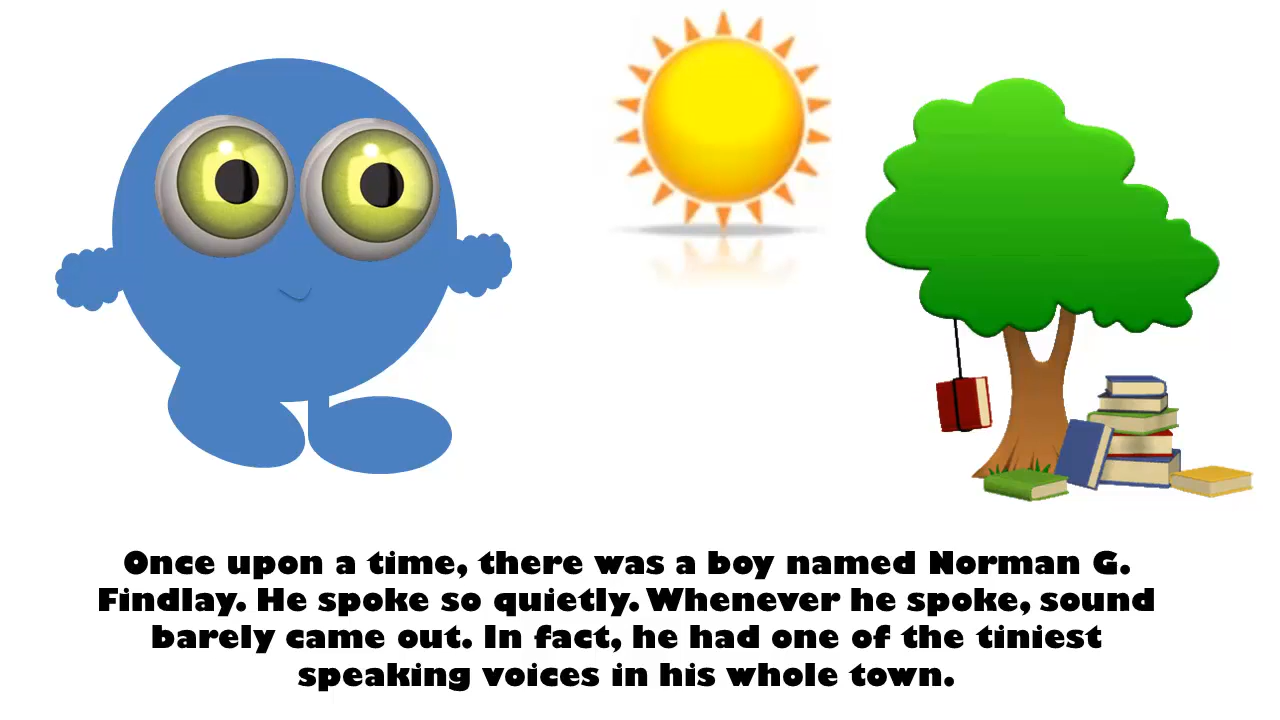 Once upon a time, there was a boy named Norman G.
Findlay. He spoke so quietly. Whenever he spoke, sound
barely came out. In fact, he had one of the tiniest
speaking voices in his whole town.